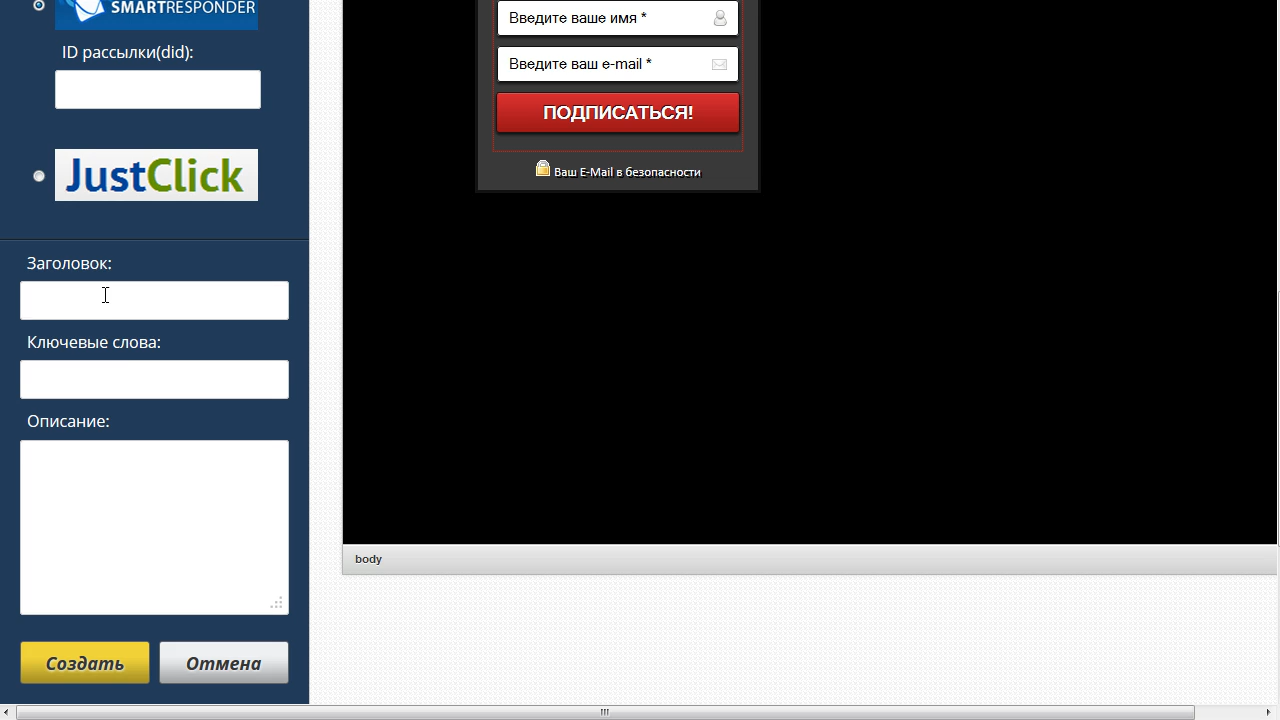 SMARTRESPONDER
ID рассылки(did):
JustClick
Заголовок:
Ключевые слова:
Описание:
Создать
Отмена
Введите ваше имя *
Введите ваш e-mail *
ПОДПИСАТЬСЯ!
Ваш E-Mail в безопасности
body